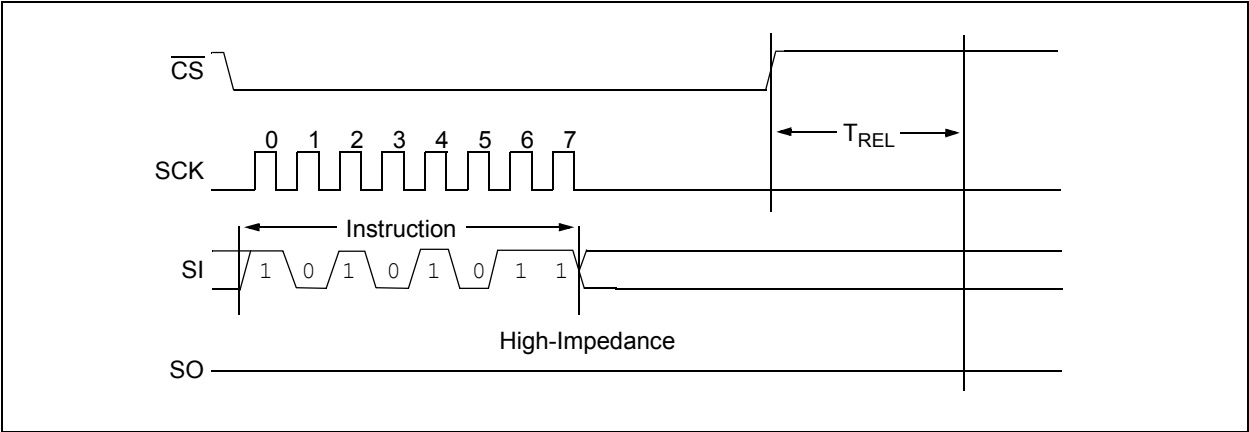 CS
TREL
0 1 2 3 4 5 6 7
SCK
Instruction
SI 1 0 1 0 1 0 1 1
High-Impedance
SO